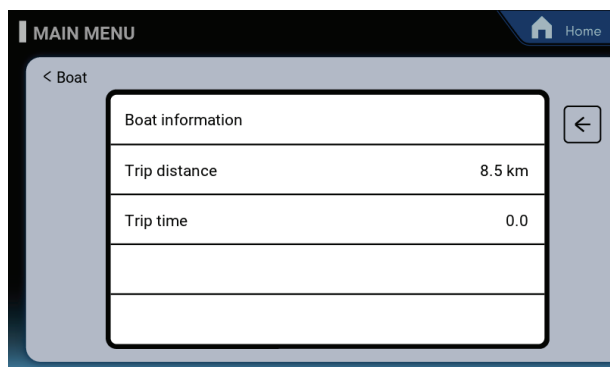 MAIN MENU
Home
< Boat
Boat information
Trip distance 8.5 km
Trip time 0.0